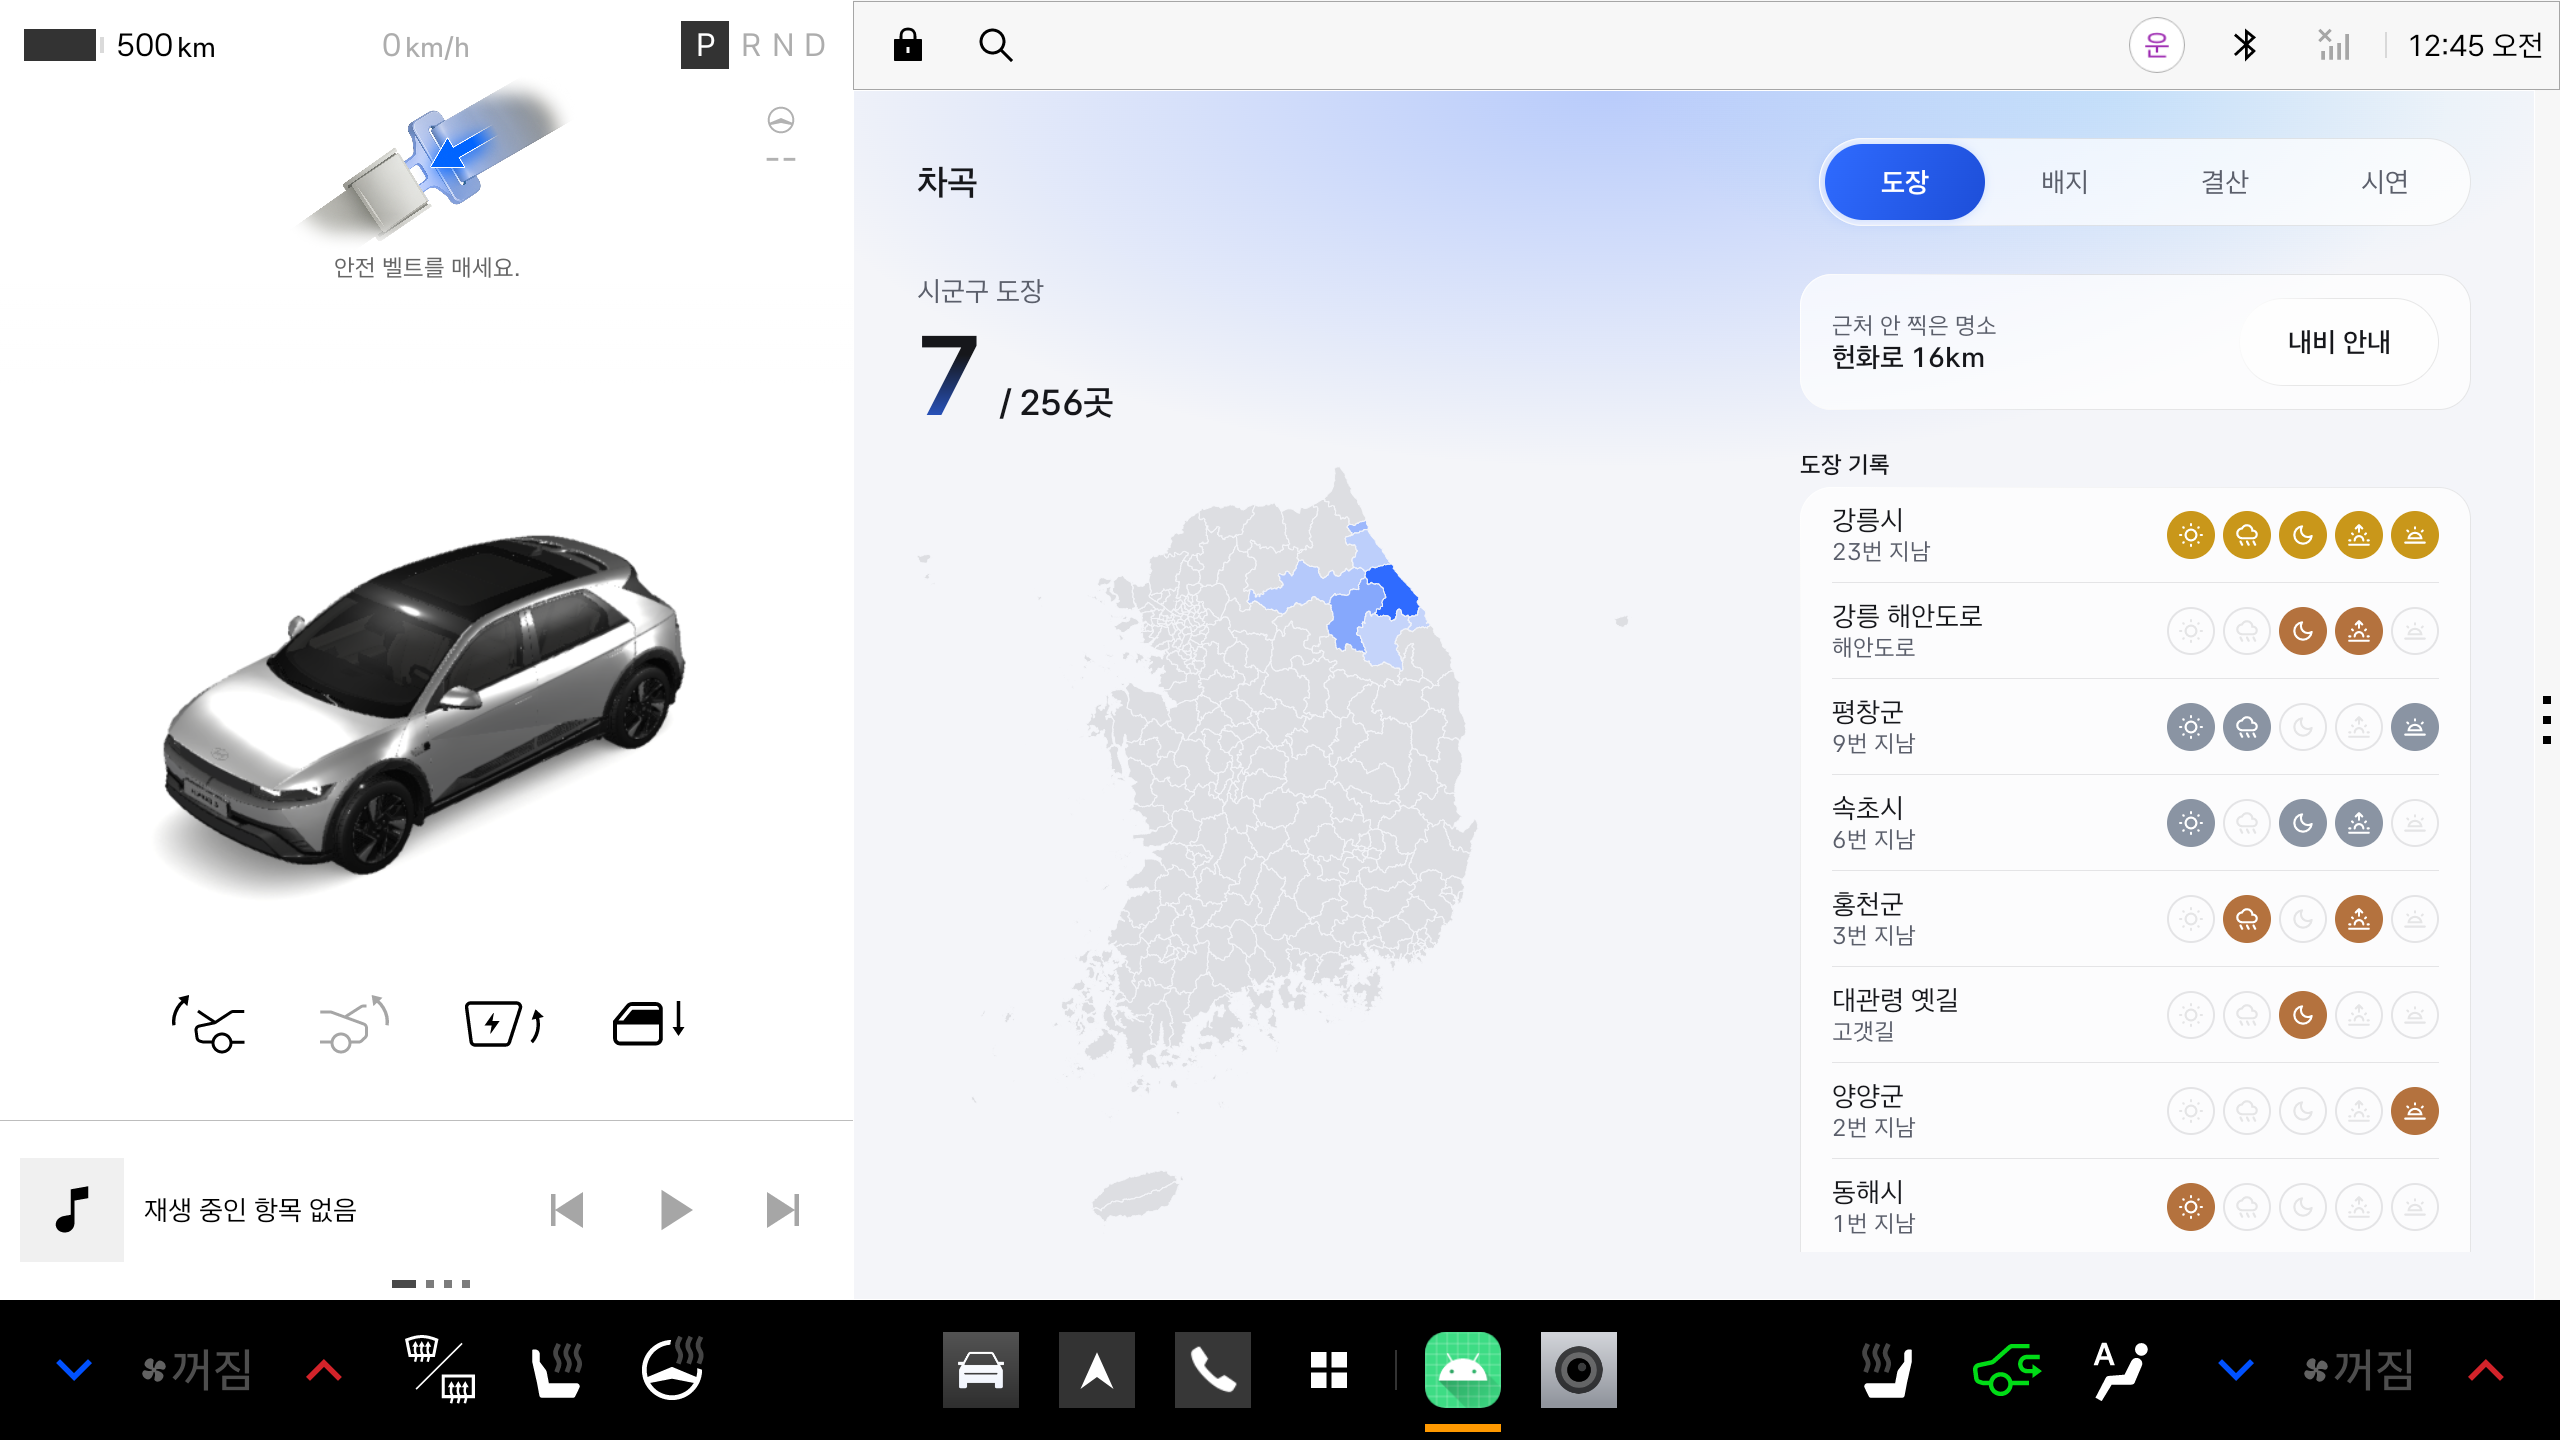 500 km
0 km/h
P R N D
안전 벨트를 매세요.
재생 중인 항목 없음
운
12:45 오전
차곡
도장
배지
결산
시연
시군구 도장
7 / 256곳
근처 안 찍은 명소
헌화로 16km
내비 안내
도장 기록
강릉시
23번 지남
강릉 해안도로
해안도로
평창군
9번 지남
속초시
6번 지남
홍천군
3번 지남
대관령 옛길
고갯길
양양군
2번 지남
동해시
1번 지남
꺼짐
A
꺼짐